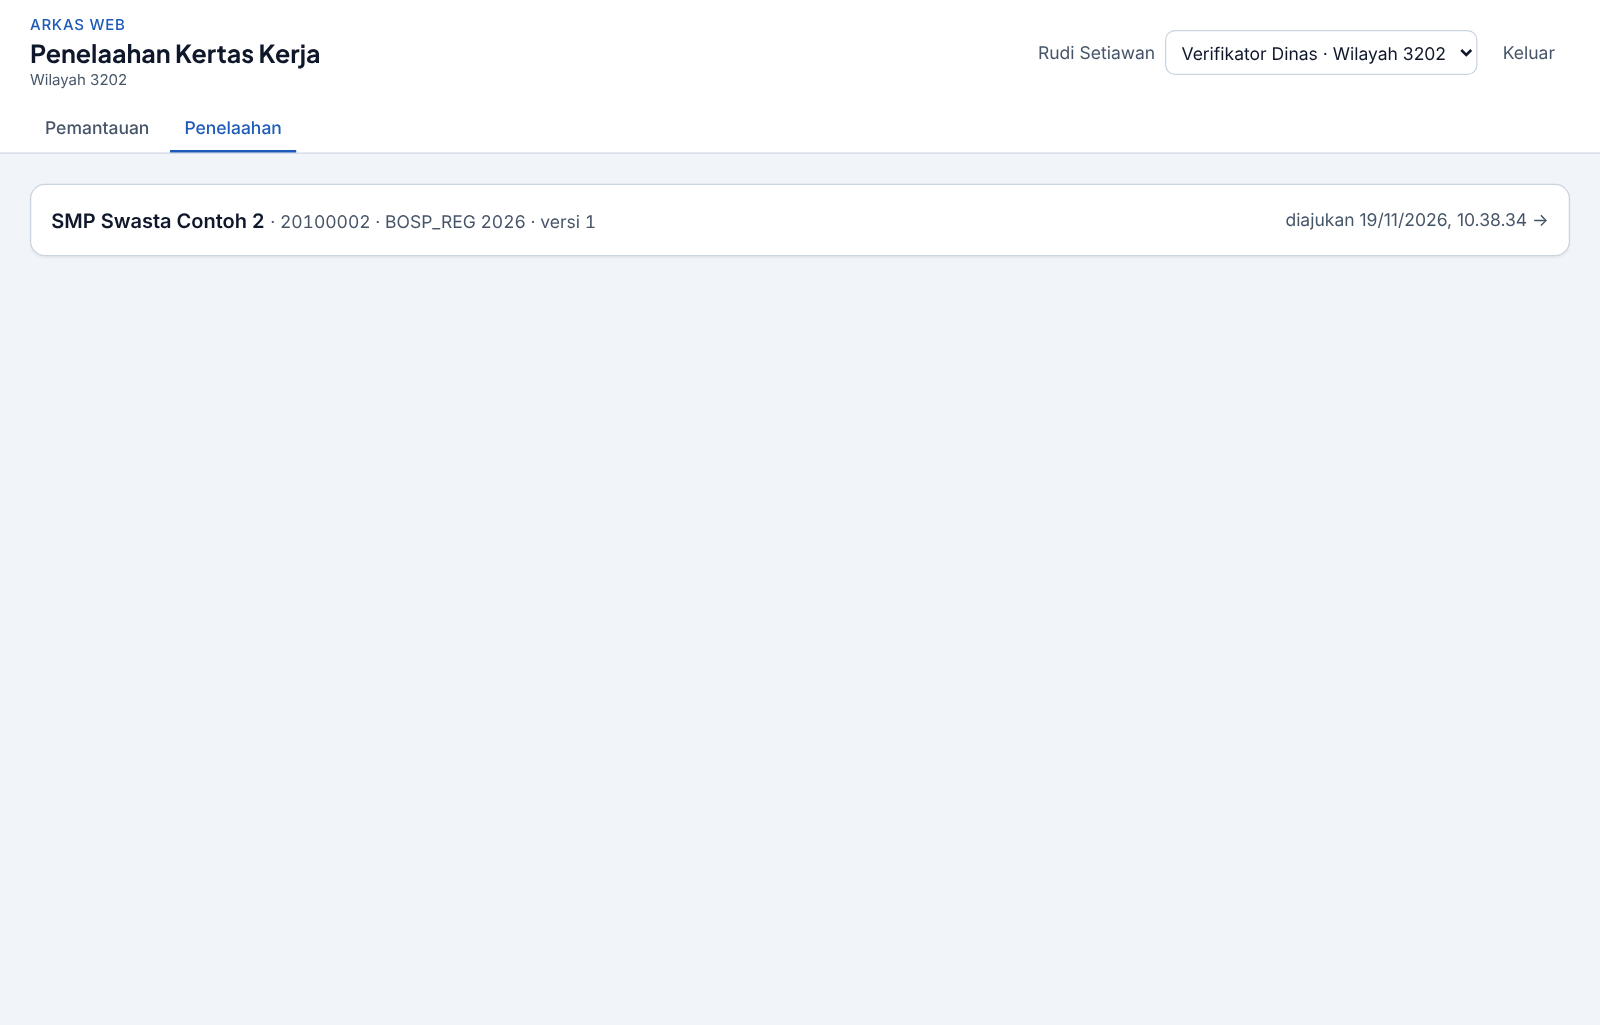 ARKAS WEB
Penelaahan Kertas Kerja
Wilayah 3202
Rudi Setiawan
Verifikator Dinas · Wilayah 3202
Keluar
Pemantauan
Penelaahan
SMP Swasta Contoh 2 · 20100002 · BOSP_REG 2026 · versi 1
diajukan 19/11/2026, 10.38.34 →